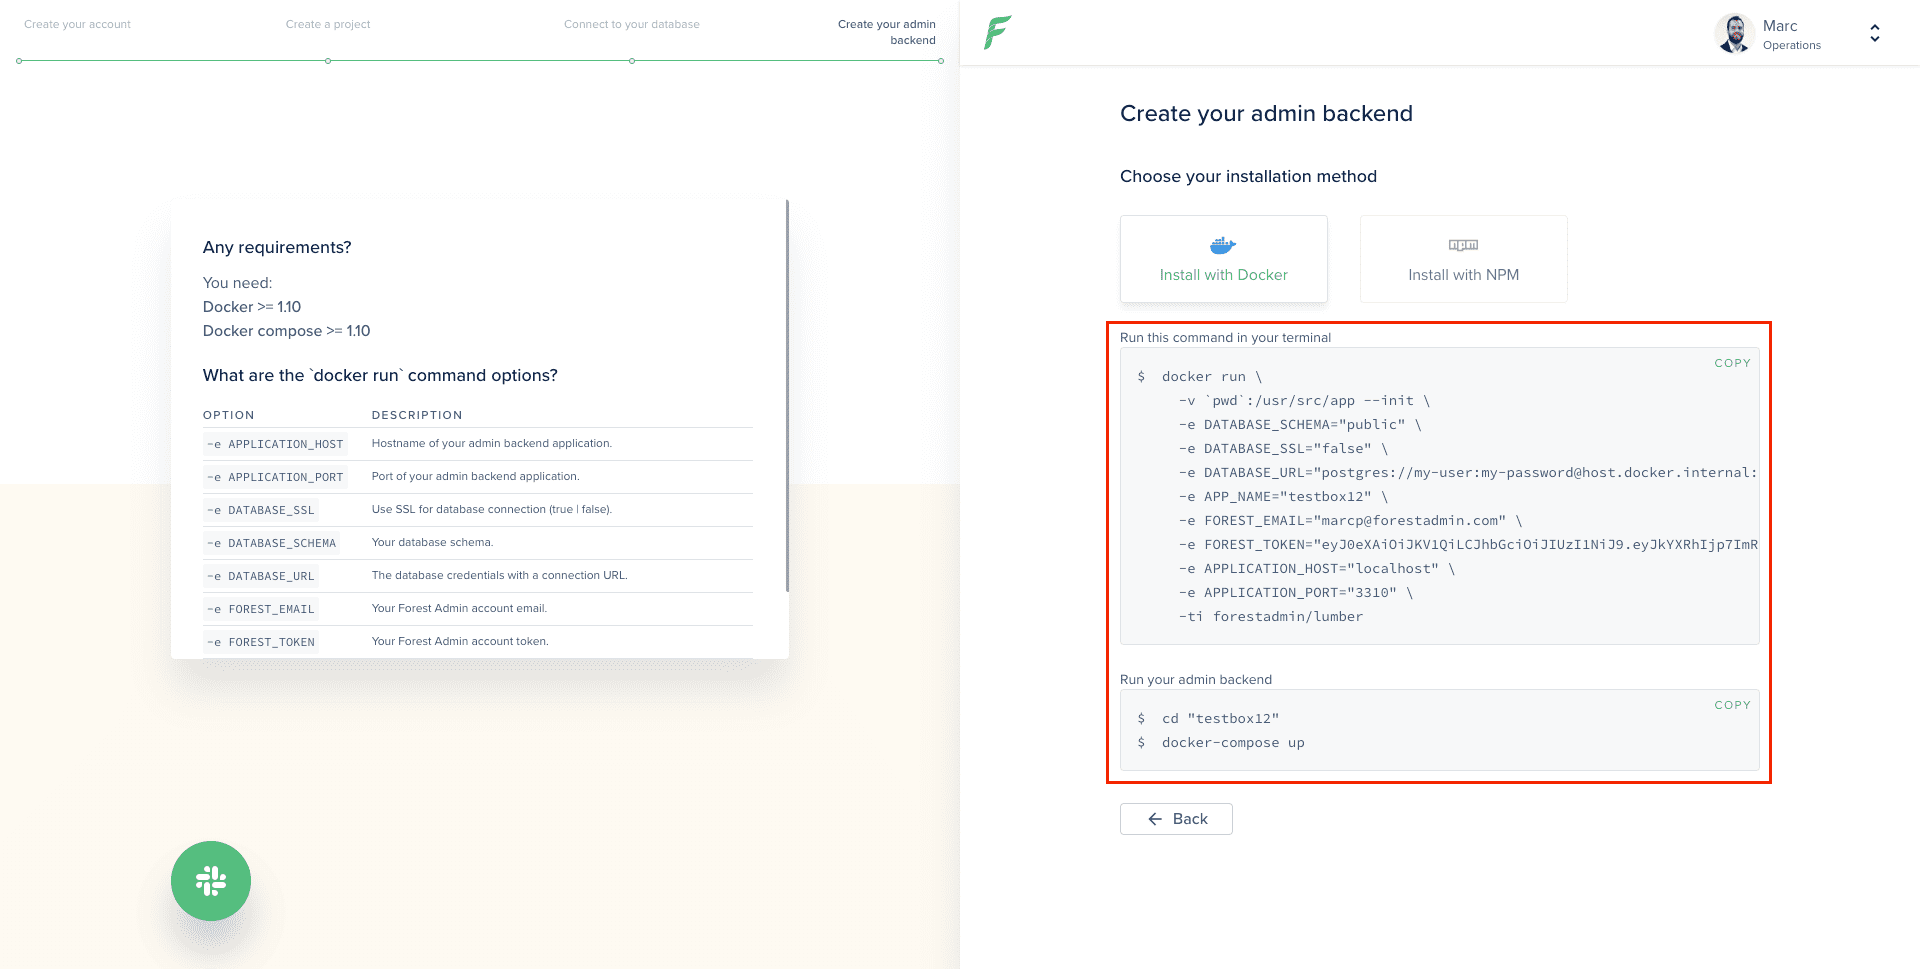 Create your account
Create a project
Connect to your database
Create your admin
backend
Any requirements?
You need:
Docker >= 1.10
Docker compose >= 1.10
What are the `docker run` command options?
OPTION DESCRIPTION
-e APPLICATION_HOST Hostname of your admin backend application.
-e APPLICATION_PORT Port of your admin backend application.
-e DATABASE_SSL Use SSL for database connection (true | false).
-e DATABASE_SCHEMA Your database schema.
-e DATABASE_URL The database credentials with a connection URL.
-e FOREST_EMAIL Your Forest Admin account email.
-e FOREST_TOKEN Your Forest Admin account token.
Marc
Operations
Create your admin backend
Choose your installation method
Install with Docker
npm
Install with NPM
Run this command in your terminal
COPY
$ docker run \
-v `pwd`:/usr/src/app --init \
-e DATABASE_SCHEMA="public" \
-e DATABASE_SSL="false" \
-e DATABASE_URL="postgres://my-user:my-password@host.docker.internal:
-e APP_NAME="testbox12" \
-e FOREST_EMAIL="marcp@forestadmin.com" \
-e FOREST_TOKEN="eyJ0eXAiOiJKV1QiLCJhbGciOiJIUzI1NiJ9.eyJkYXRhIjp7ImR
-e APPLICATION_HOST="localhost" \
-e APPLICATION_PORT="3310" \
-ti forestadmin/lumber
Run your admin backend
COPY
$ cd "testbox12"
$ docker-compose up
Back